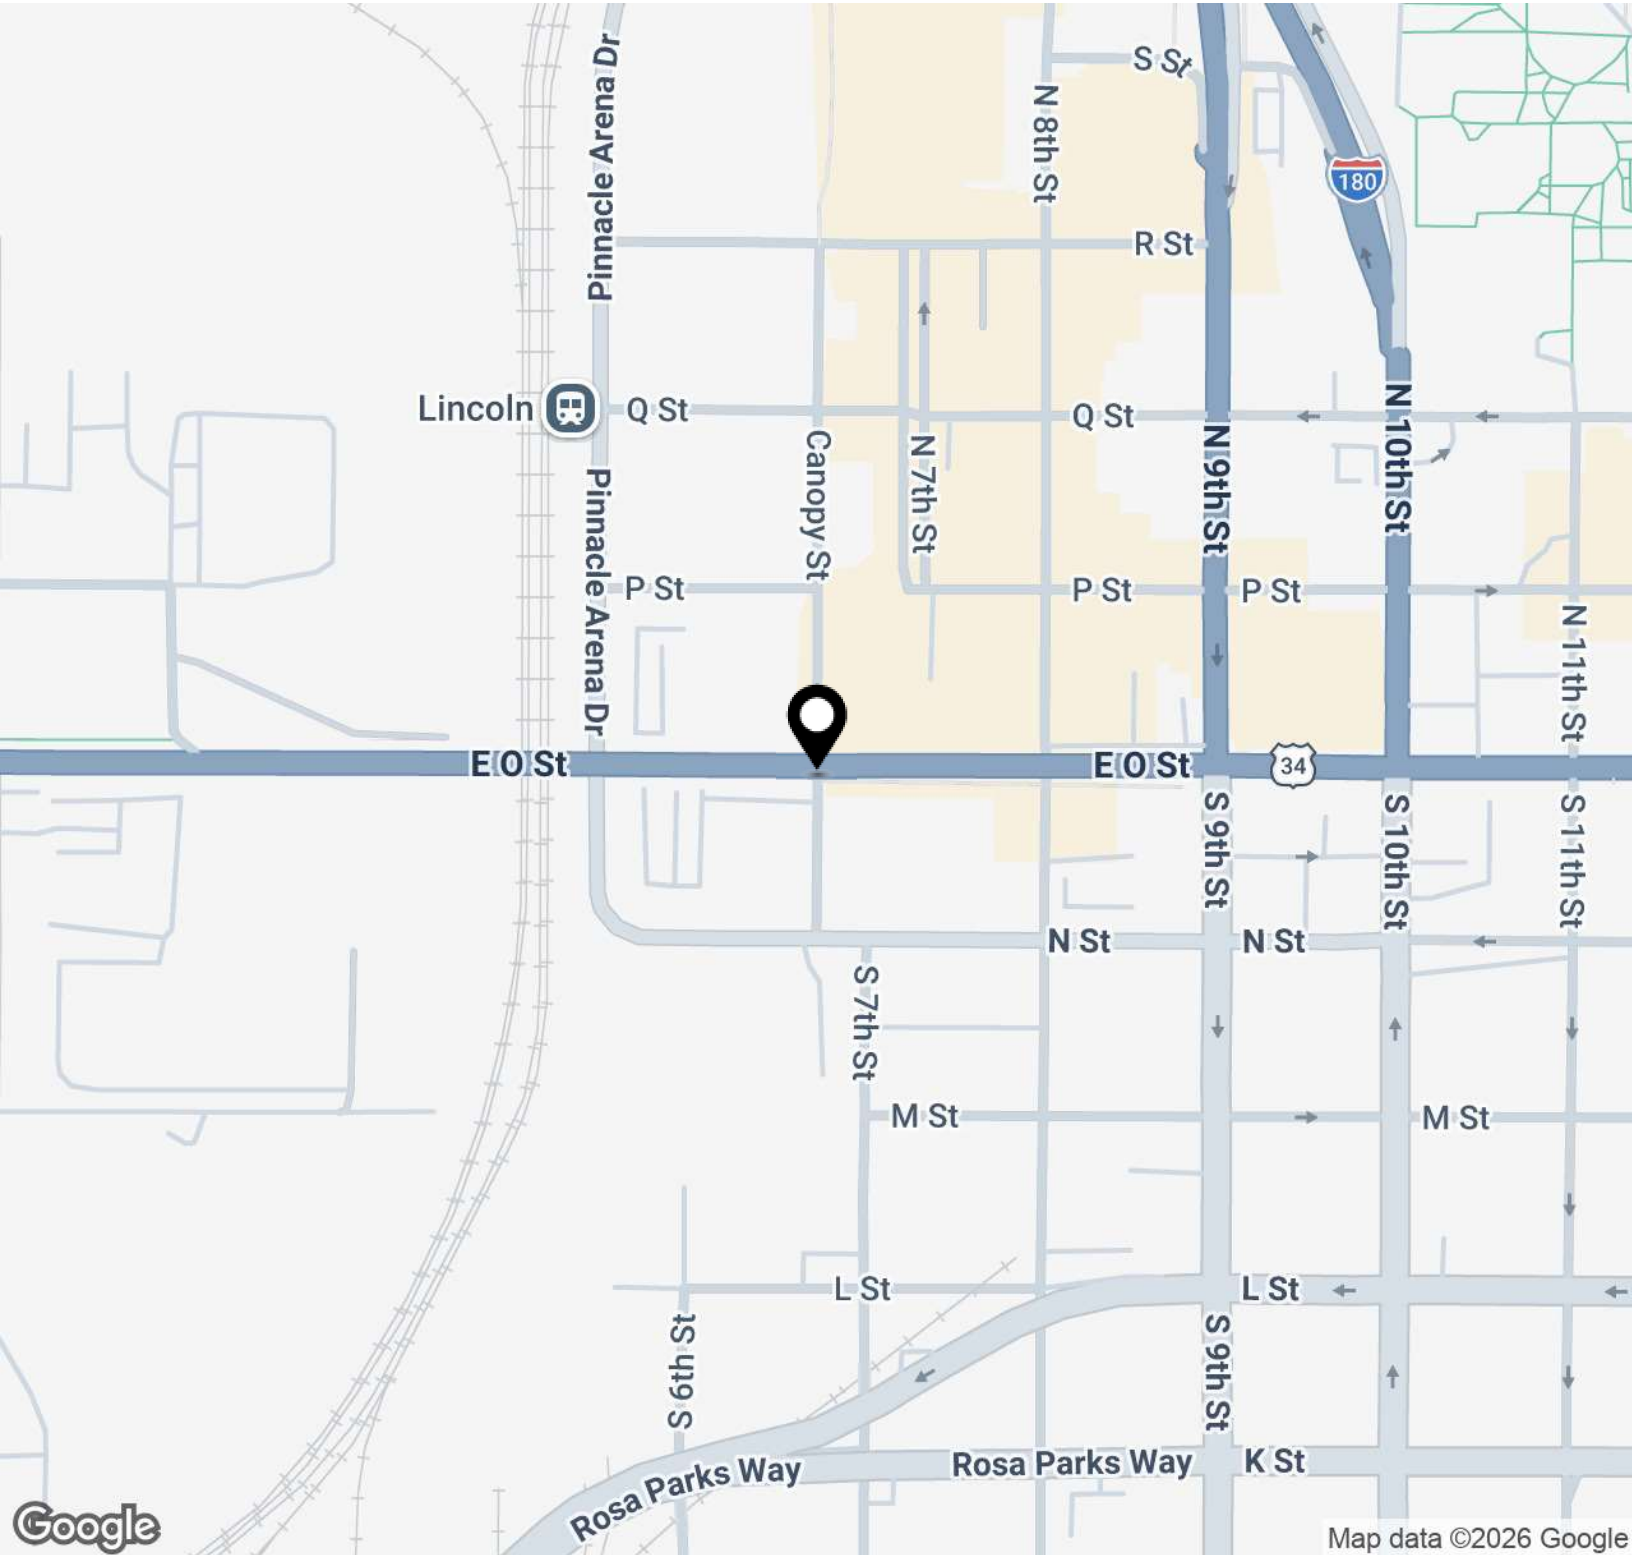 Pinnacle Arena Dr
S St
N 8th St
180
R St
Lincoln
Q St
Q St
N 10th St
Canopy St
N 7th St
N 9th St
Pinnacle Arena Dr
P St
P St
P St
N 11th St
E O St
E O St
34
S 9th St
S 10th St
S 11th St
N St
N St
S 7th St
M St
M St
L St
L St
S 6th St
S 9th St
Rosa Parks Way
Rosa Parks Way
K St
Google
Map data ©2026 Google